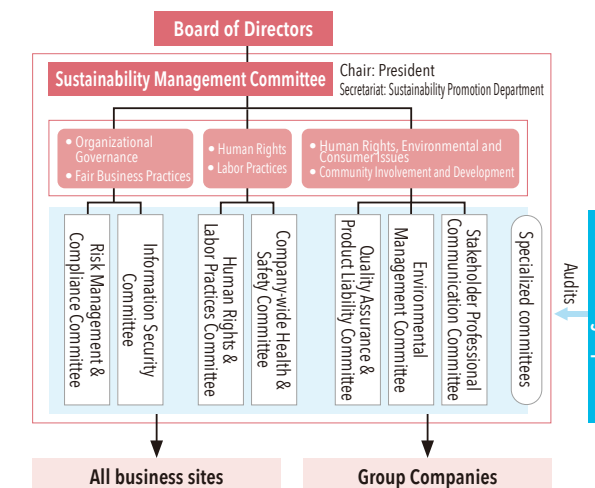 Board of Directors
Sustainability Management Committee
Chair: President
Secretariat: Sustainability Promotion Department
• Organizational
Governance
• Fair Business Practices
• Human Rights
• Labor Practices
• Human Rights, Environmental and
Consumer Issues
• Community Involvement and Development
Risk Management &
Compliance Committee
Information Security
Committee
Human Rights &
Labor Practices Committee
Company-wide Health &
Safety Committee
Quality Assurance &
Product Liability Committee
Environmental
Management Committee
Stakeholder Professional
Communication Committee
Specialized committees
Audits
All business sites
Group Companies